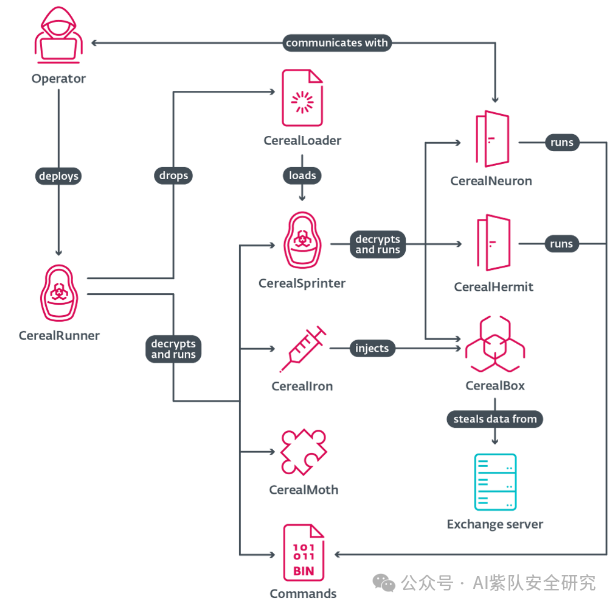 communicates with
Operator
deploys
drops
CerealLoader
loads
CerealRunner
decrypts
and runs
CerealSprinter
decrypts
and runs
CerealNeuron
runs
CerealHermit
runs
CerealIron
injects
CerealBox
steals data from
Exchange server
CerealMoth
101
011
BIN
Commands
公众号 · AI紫队安全研究